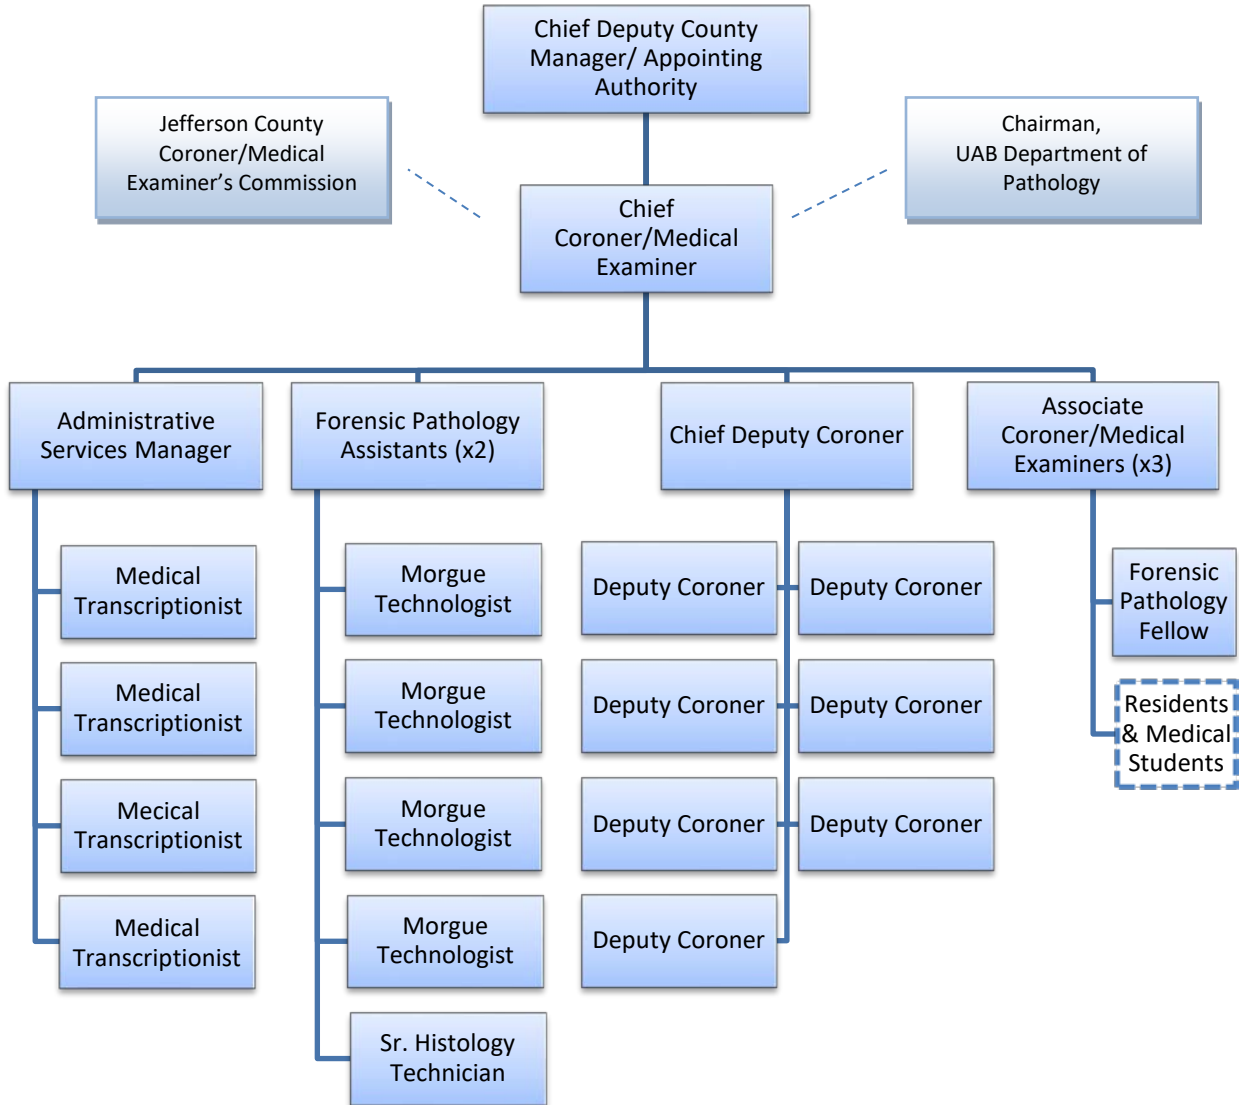 Chief Deputy County
Manager/ Appointing
Authority
Jefferson County
Coroner/Medical
Examiner’s Commission
Chairman,
UAB Department of
Pathology
Chief
Coroner/Medical
Examiner
Administrative
Services Manager
Forensic Pathology
Assistants (x2)
Chief Deputy Coroner
Associate
Coroner/Medical
Examiners (x3)
Medical
Transcriptionist
Medical
Transcriptionist
Mecical
Transcriptionist
Medical
Transcriptionist
Morgue
Technologist
Morgue
Technologist
Morgue
Technologist
Morgue
Technologist
Sr. Histology
Technician
Deputy Coroner
Deputy Coroner
Deputy Coroner
Deputy Coroner
Deputy Coroner
Deputy Coroner
Deputy Coroner
Forensic
Pathology
Fellow
Residents
& Medical
Students